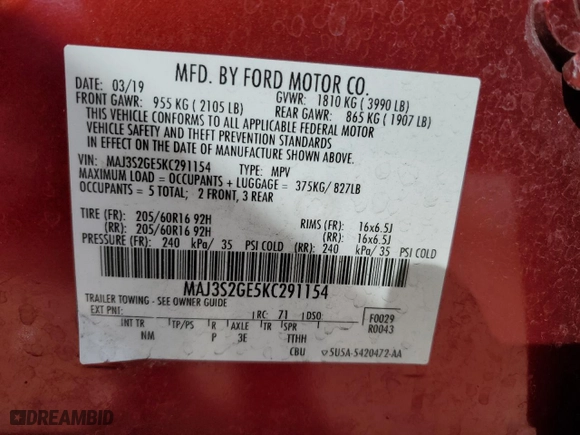 MFD. BY FORD MOTOR CO.
DATE: 03/19
GVWR: 1810 KG ( 3990 LB)
FRONT GAWR: 955 KG ( 2105 LB)
REAR GAWR: 865 KG ( 1907 LB)
THIS VEHICLE CONFORMS TO ALL APPLICABLE FEDERAL MOTOR
VEHICLE SAFETY AND THEFT PREVENTION STANDARDS
IN EFFECT ON THE DATE OF MANUFACTURE SHOWN ABOVE.
VIN: MAJ3S2GE5KC291154 TYPE: MPV
MAXIMUM LOAD = OCCUPANTS + LUGGAGE = 375KG/ 827LB
OCCUPANTS = 5 TOTAL; 2 FRONT, 3 REAR
TIRE (FR): 205/60R16 92H RIMS (FR): 16x6.5J
(RR): 205/60R16 92H (RR): 16x6.5J
PRESSURE (FR): 240 kPa/ 35 PSI COLD (RR): 240 kPa/ 35 PSI COLD
MAJ3S2GE5KC291154
TRAILER TOWING - SEE OWNER GUIDE
EXT PNT: RC: 71 DSO: F0029
R0043
INT TR TP/PS R AXLE TR SPR
NM P 3E TTHH
CBU 5U5A-5420472-AA
DREAMBID